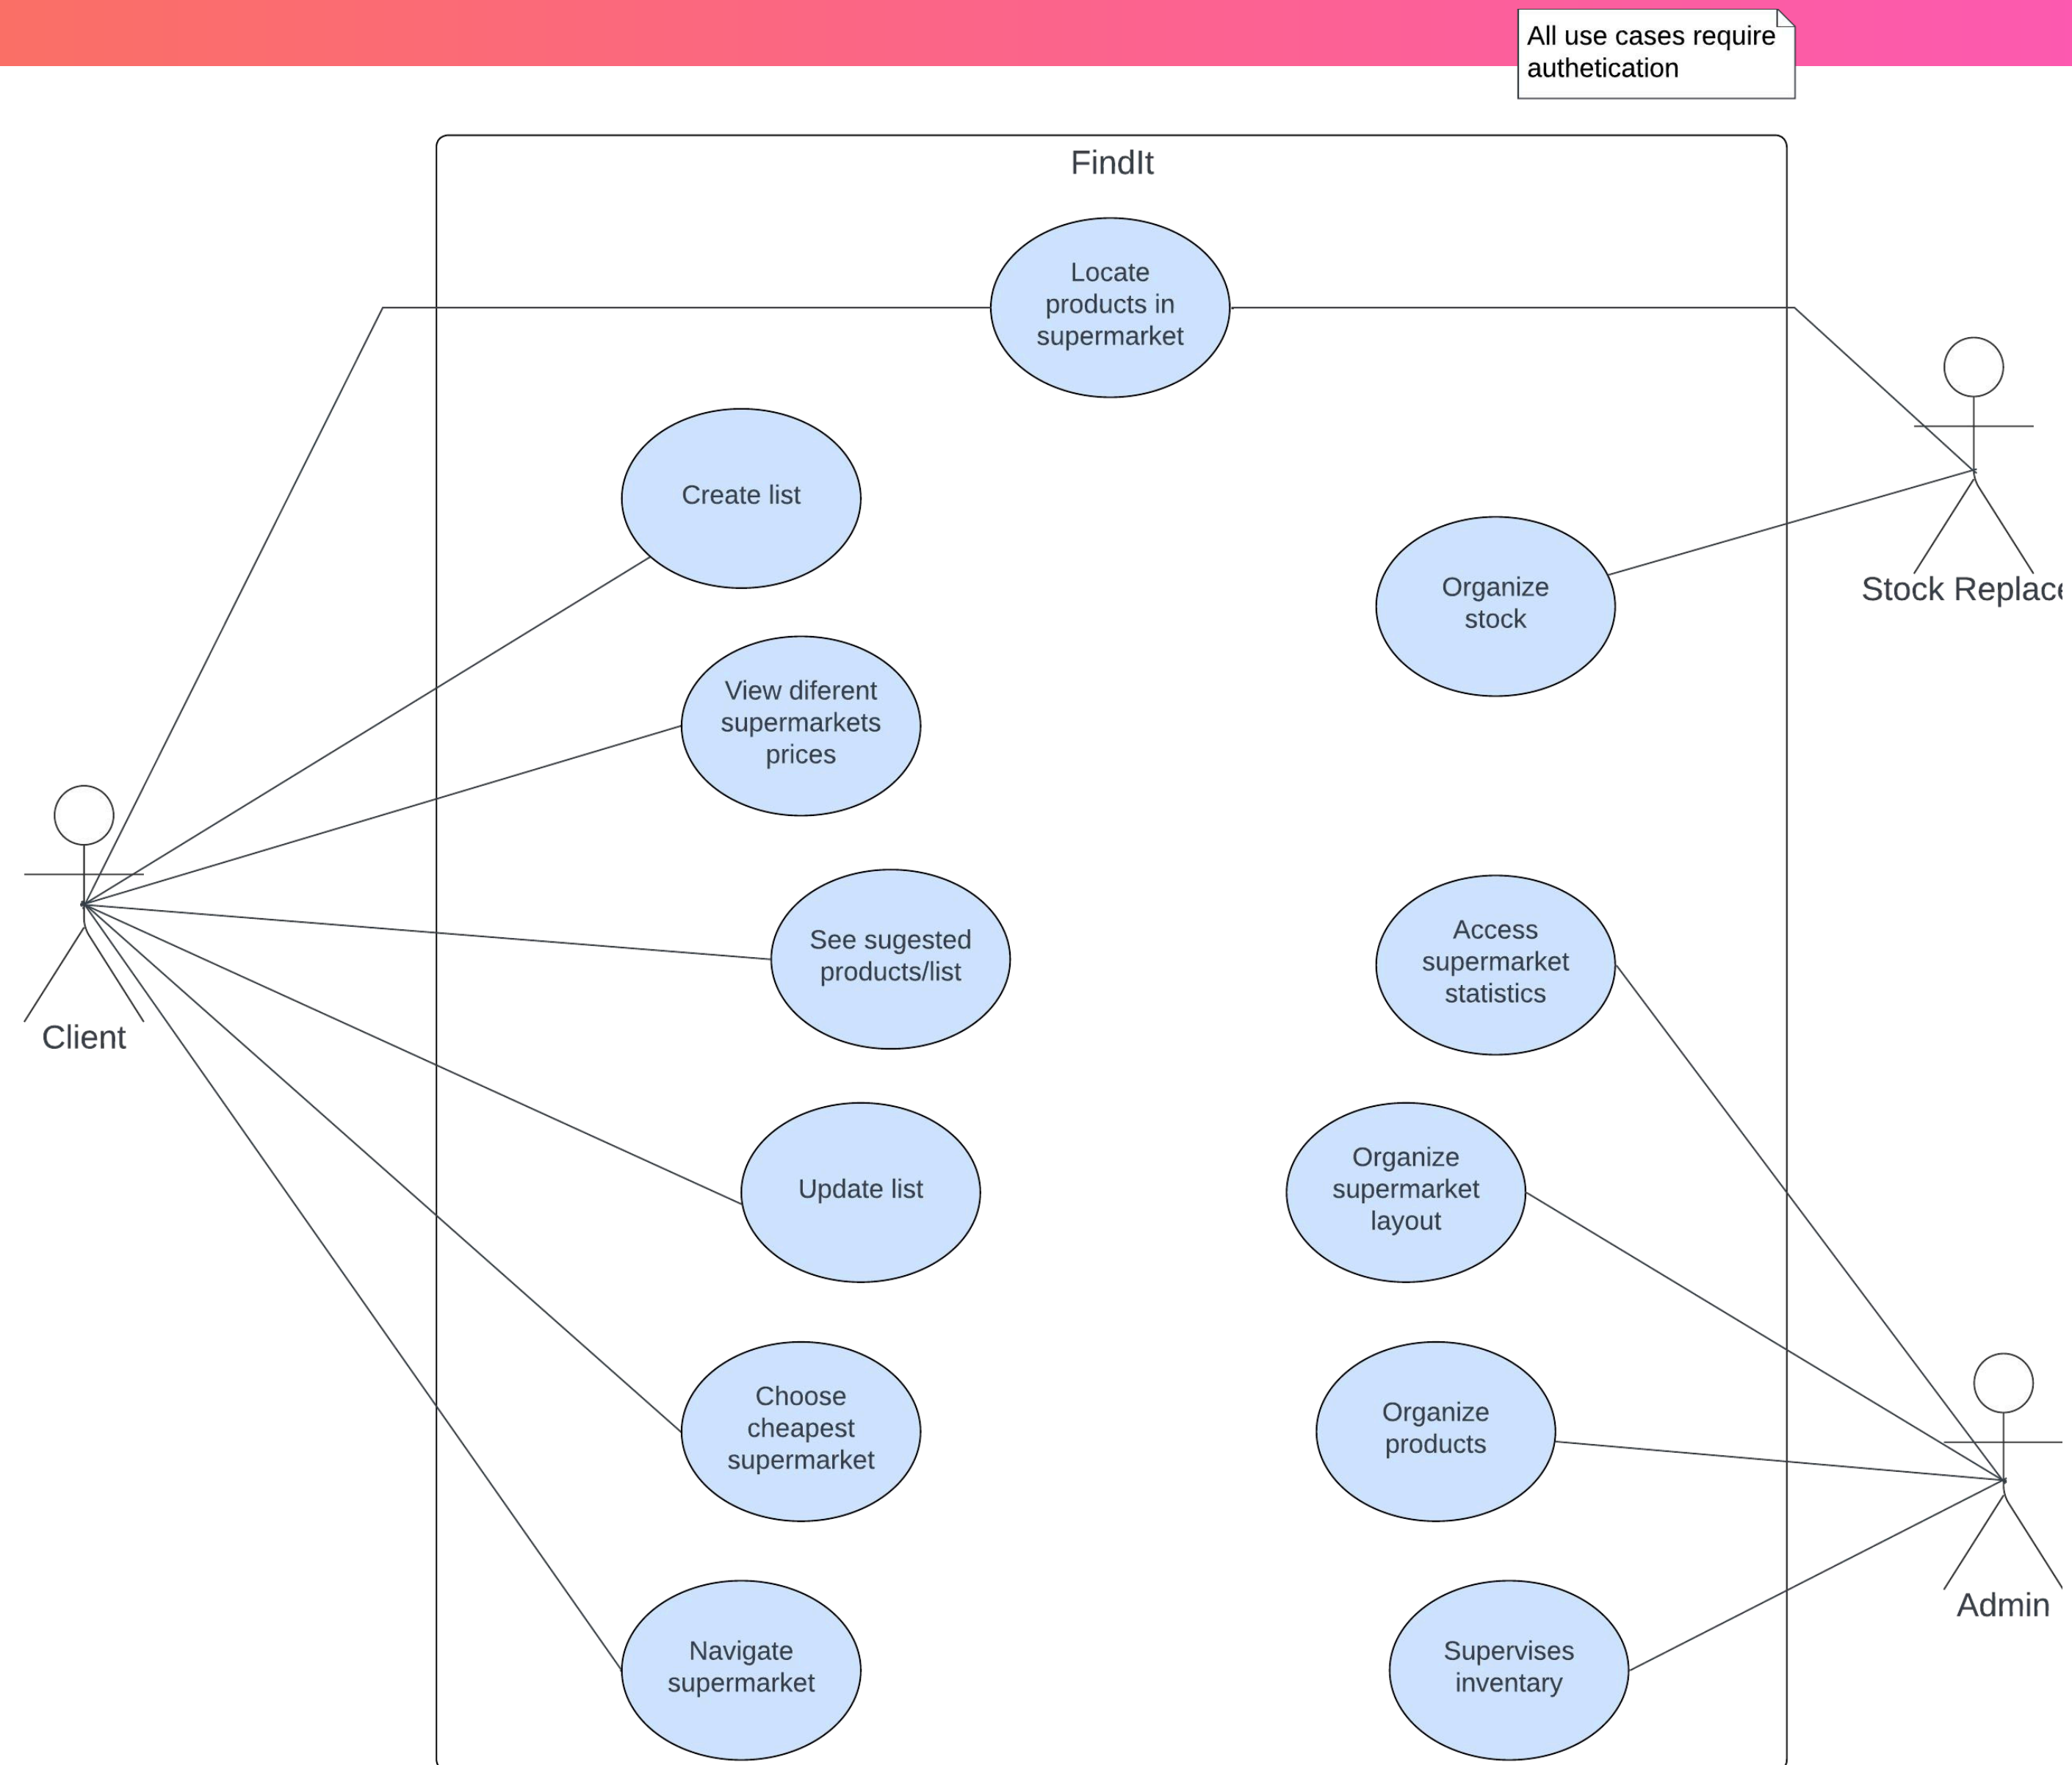 All use cases require
authetication
FindIt
Locate
products in
supermarket
Create list
Organize
stock
Stock Replace
View diferent
supermarkets
prices
See sugested
products/list
Access
supermarket
statistics
Client
Update list
Organize
supermarket
layout
Choose
cheapest
supermarket
Organize
products
Admin
Navigate
supermarket
Supervises
inventory